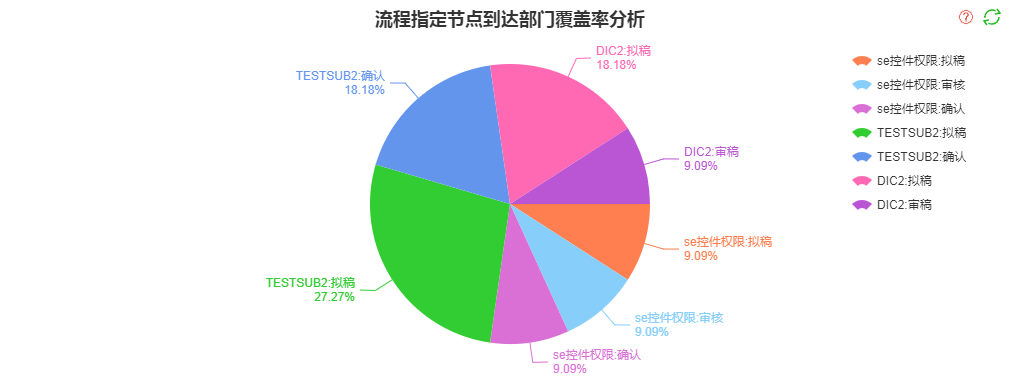 流程指定节点到达部门覆盖率分析
DIC2:拟稿
18.18%
TESTSUB2:确认
18.18%
DIC2:审稿
9.09%
se控件权限:拟稿
9.09%
TESTSUB2:拟稿
27.27%
se控件权限:审核
9.09%
se控件权限:确认
9.09%
se控件权限:拟稿
se控件权限:审核
se控件权限:确认
TESTSUB2:拟稿
TESTSUB2:确认
DIC2:拟稿
DIC2:审稿